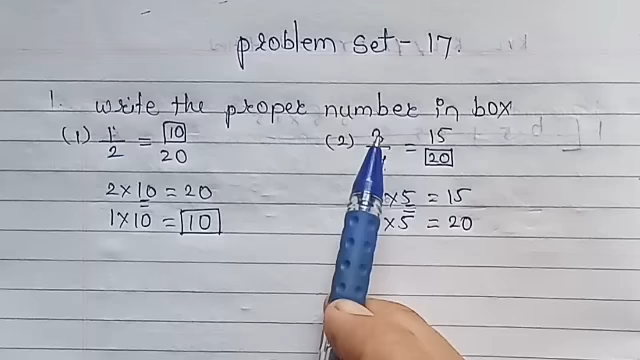 problem set - 17.
1. write the proper number in box
(1) 1/2 = 10/20 (2) = 15/20
2 × 10 = 20 × 5 = 15
1 × 10 = 10 × 5 = 20